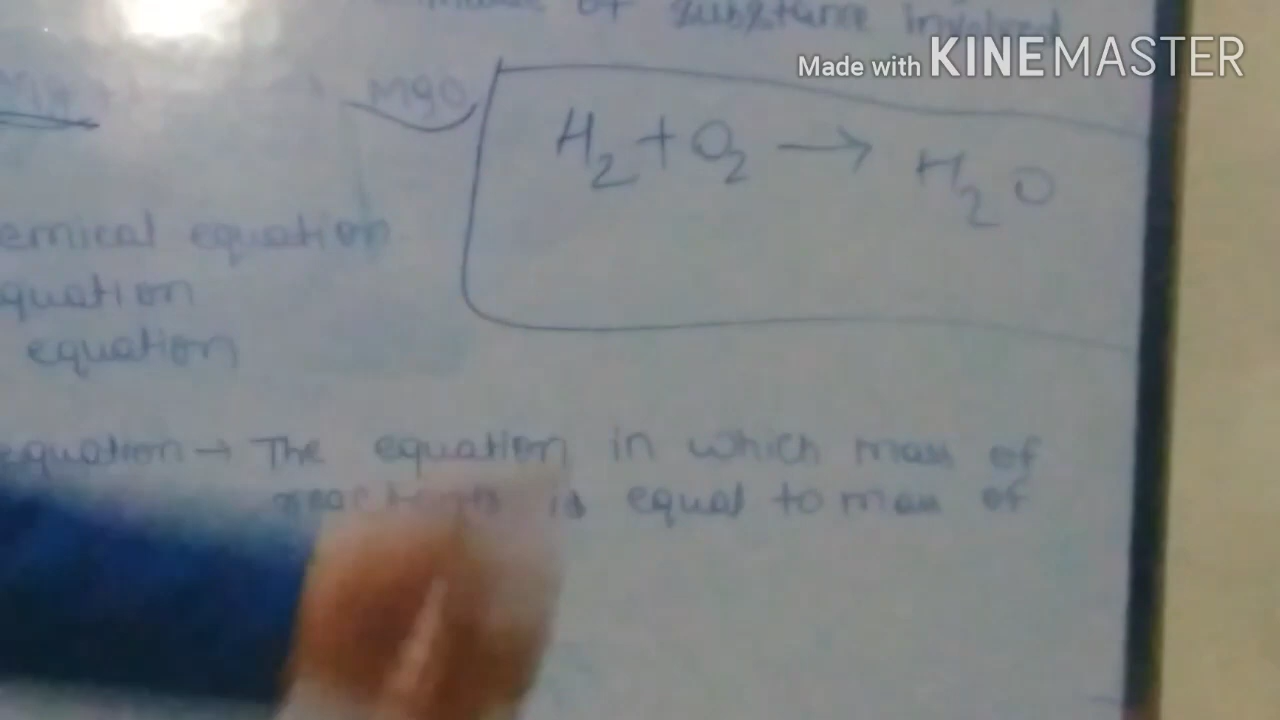 of substance involved
Made with KINEMASTER
MgO
H2 + O2 → H2O
emical equation
quation
equation
equation → The equation in which mass of
is equal to mass of